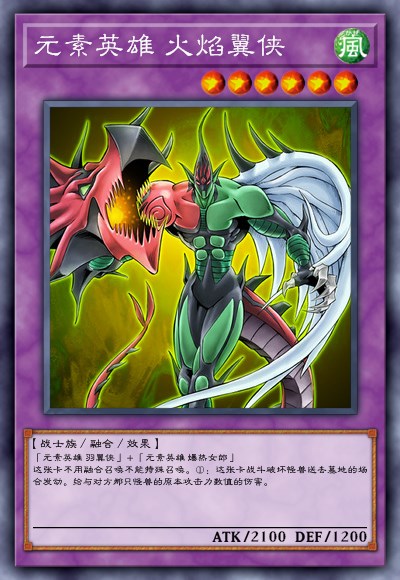 元素英雄 火焰翼侠
风
【战士族／融合／效果】
「元素英雄 羽翼侠」+「元素英雄 爆热女郎」
这张卡不用融合召唤不能特殊召唤。①：这张卡战斗破坏怪兽送去墓地的场
合发动。给与对方那只怪兽的原本攻击力数值的伤害。
ATK/2100 DEF/1200